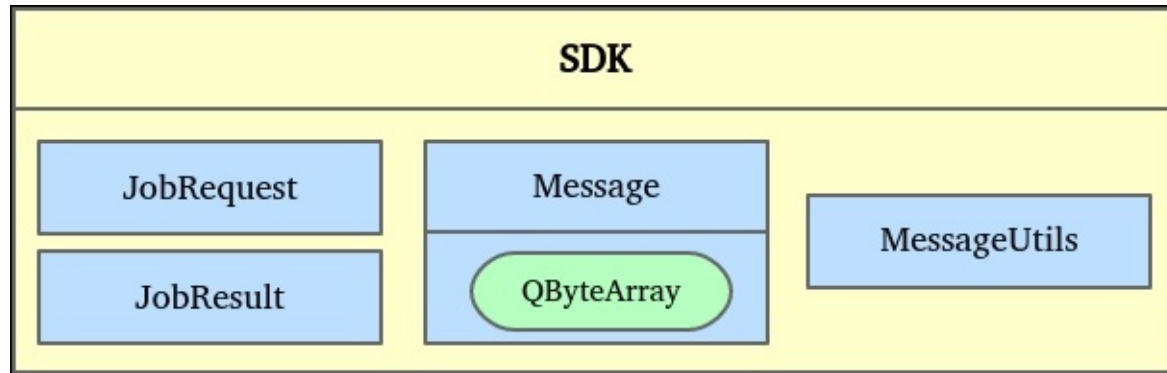 SDK
JobRequest
JobResult
Message
QByteArray
MessageUtils